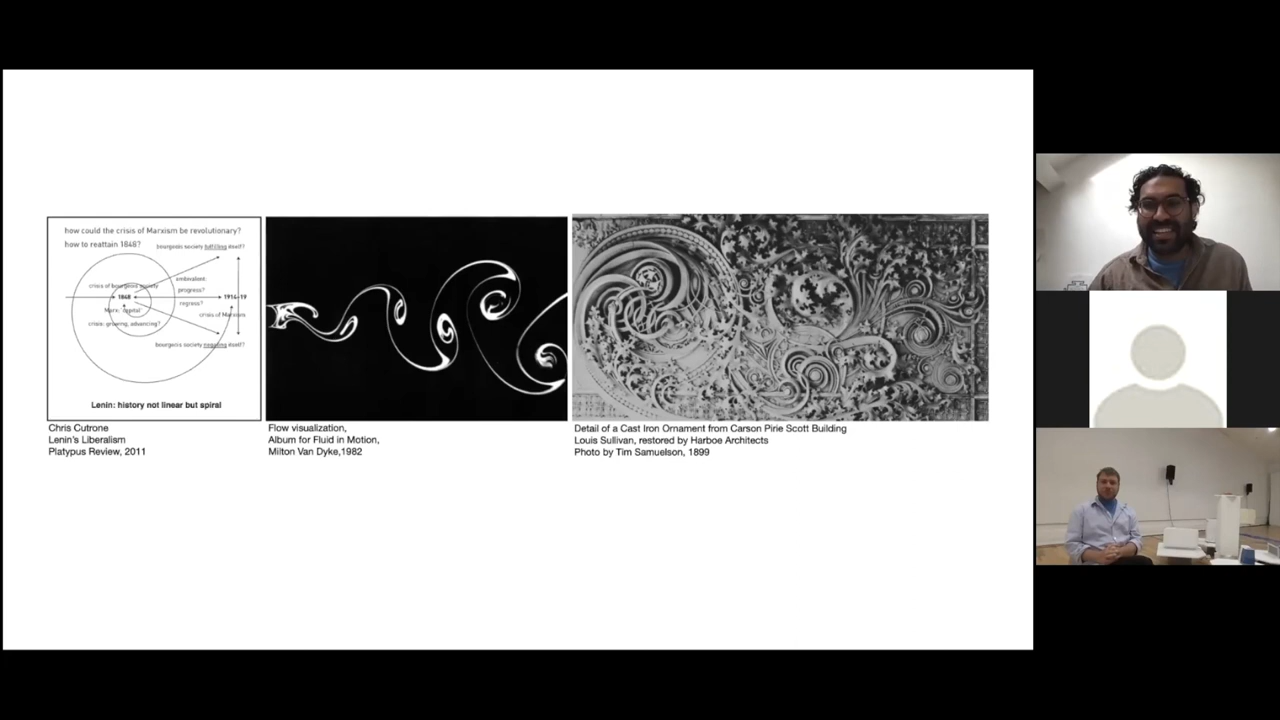 how could the crisis of Marxism be revolutionary?
how to reattain 1848?
bourgeois society fulfilling itself?
crisis of bourgeois society
ambivalent:
progress?
1848
1914-19
regress?
Marx: capital
crisis of Marxism
crisis: growing, advancing?
bourgeois society negating itself?
Lenin: history not linear but spiral
Chris Cutrone
Lenin's Liberalism
Platypus Review, 2011
Flow visualization,
Album for Fluid in Motion,
Milton Van Dyke,1982
Detail of a Cast Iron Ornament from Carson Pirie Scott Building
Louis Sullivan, restored by Harboe Architects
Photo by Tim Samuelson, 1899